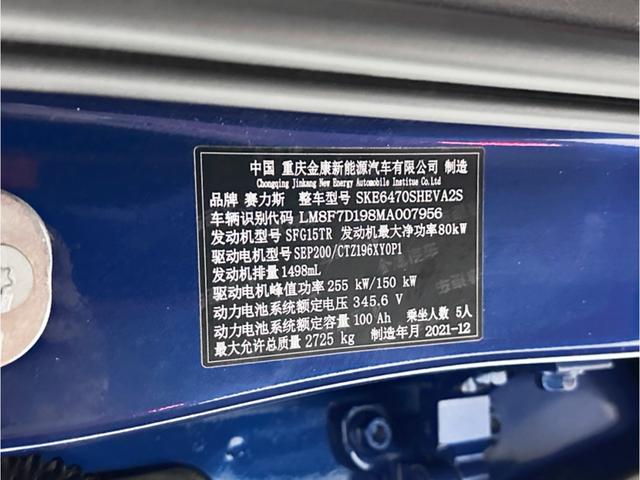 中国 重庆金康新能源汽车有限公司 制造
Chongqing Jinkang New Energy Automobile Institue Co.Ltd
品牌 赛力斯 整车型号 SKE6470SHEVA2S
车辆识别代码 LM8F7D198MA007956
发动机型号 SFG15TR 发动机最大净功率80kW
驱动电机型号 SEP200/CTZ196XY0P1
发动机排量 1498mL
驱动电机峰值功率 255 kW/150 kW
动力电池系统额定电压 345.6 V
动力电池系统额定容量 100 Ah 乘坐人数 5人
最大允许总质量 2725 kg 制造年月 2021-12